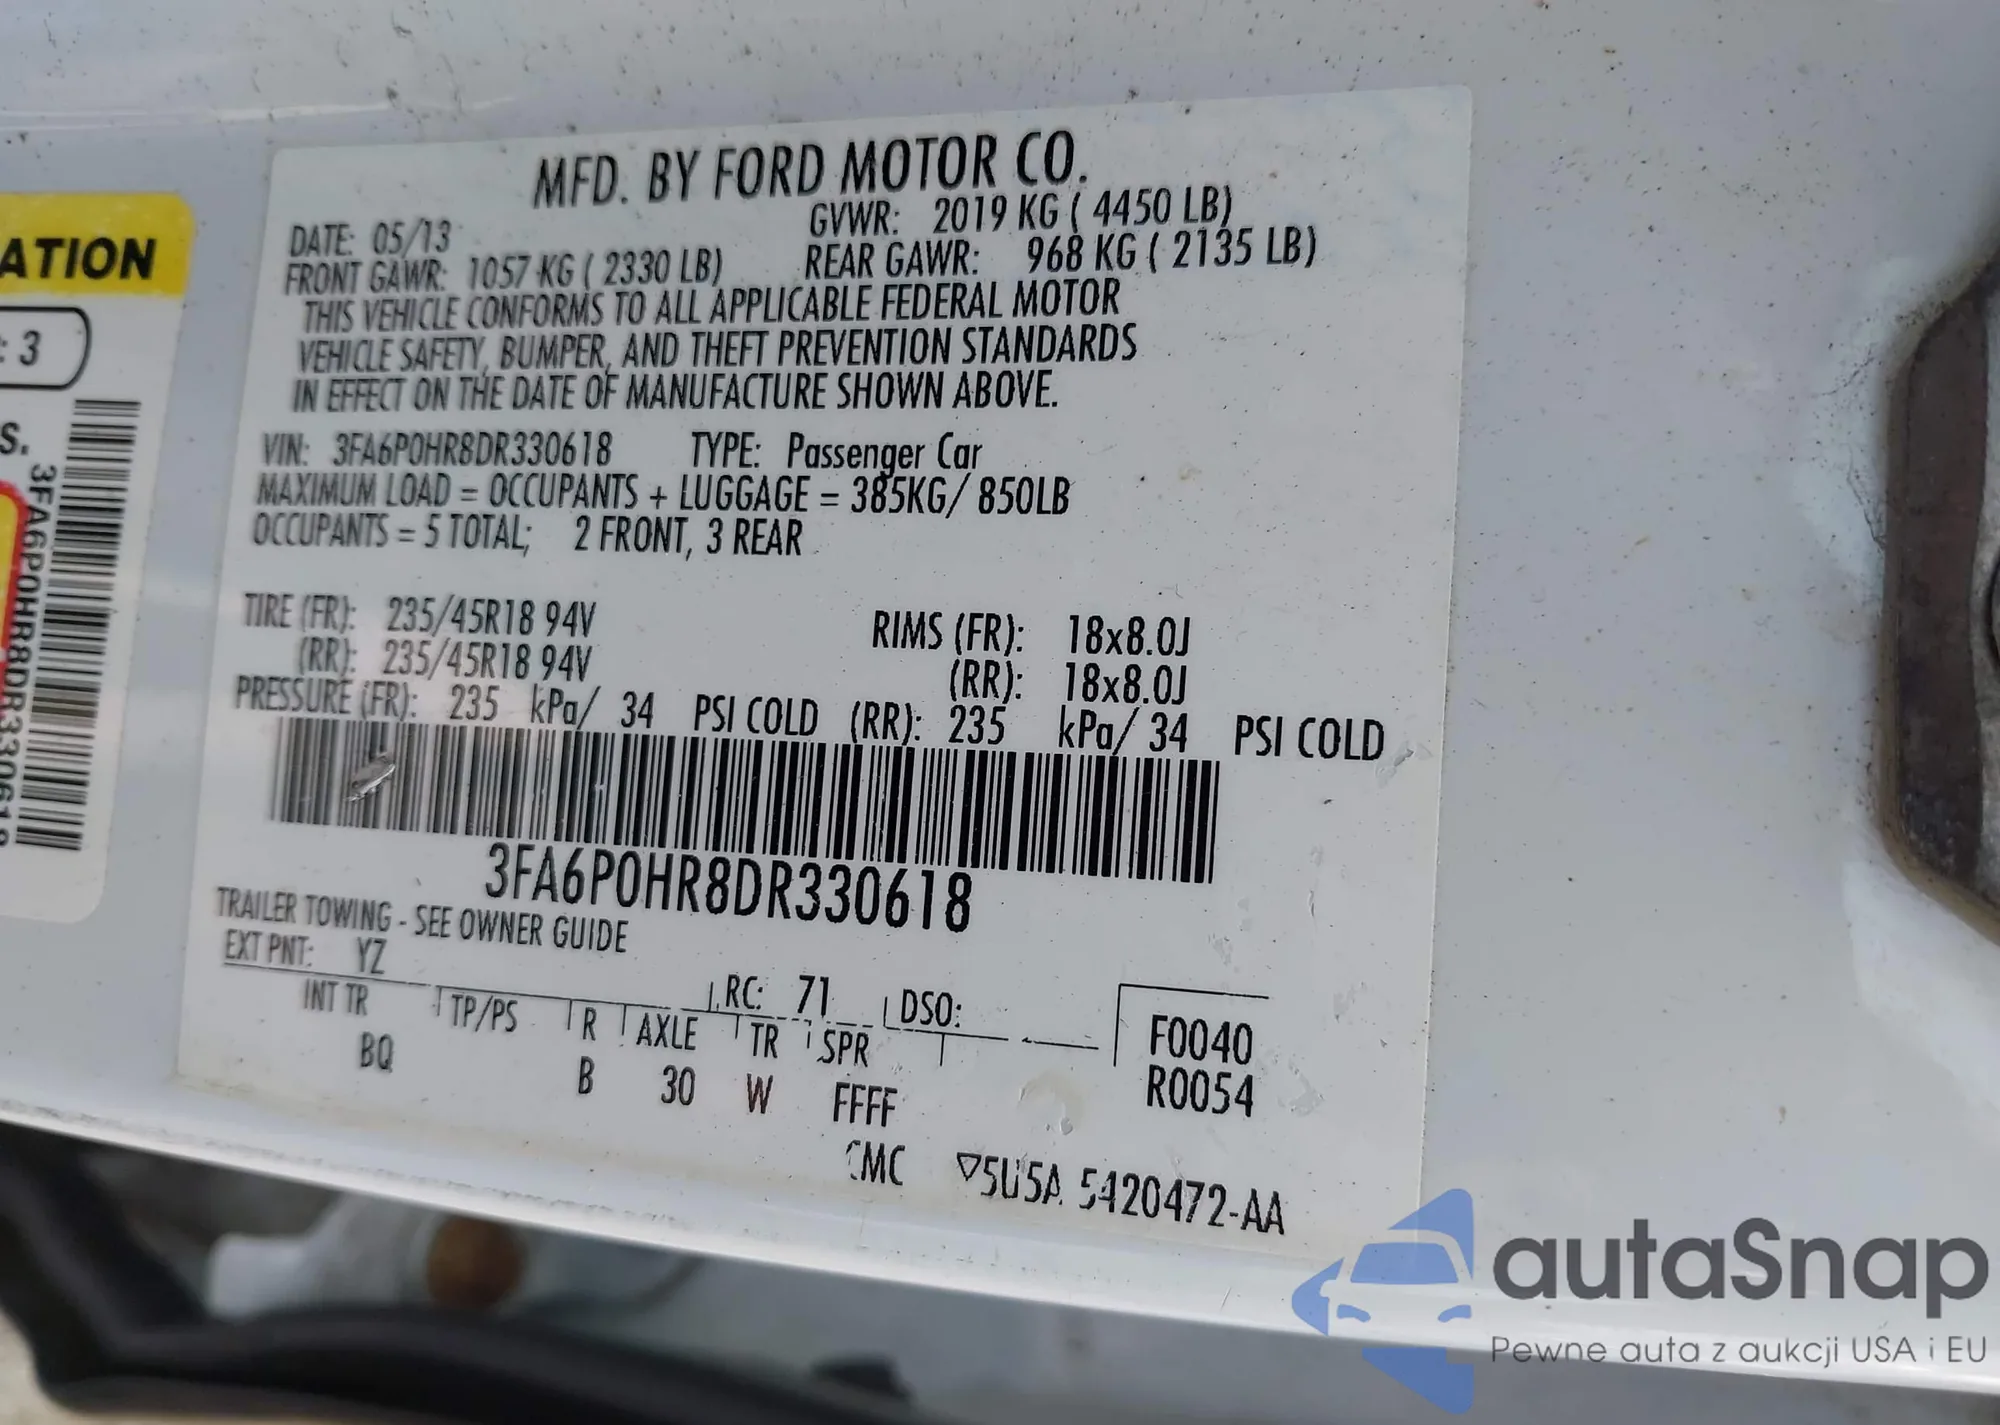 MFD. BY FORD MOTOR CO.
DATE: 05/13 GVWR: 2019 KG ( 4450 LB)
FRONT GAWR: 1057 KG ( 2330 LB) REAR GAWR: 968 KG ( 2135 LB)
THIS VEHICLE CONFORMS TO ALL APPLICABLE FEDERAL MOTOR
VEHICLE SAFETY, BUMPER, AND THEFT PREVENTION STANDARDS
IN EFFECT ON THE DATE OF MANUFACTURE SHOWN ABOVE.
VIN: 3FA6P0HR8DR330618 TYPE: Passenger Car
MAXIMUM LOAD = OCCUPANTS + LUGGAGE = 385KG/ 850LB
OCCUPANTS = 5 TOTAL; 2 FRONT, 3 REAR
TIRE (FR): 235/45R18 94V RIMS (FR): 18x8.0J
(RR): 235/45R18 94V (RR): 18x8.0J
PRESSURE (FR): 235 kPa/ 34 PSI COLD (RR): 235 kPa/ 34 PSI COLD
3FA6P0HR8DR330618
TRAILER TOWING - SEE OWNER GUIDE
EXT PNT: YZ RC: 71 DSO:
INT TR TP/PS R AXLE TR SPR F0040
BQ B 30 W FFFF R0054
CMC ▽5U5A 5420472-AA
ATION
: 3
S.
3FA6P0HR8DR330618
autaSnap
Pewne auta z aukcji USA i EU